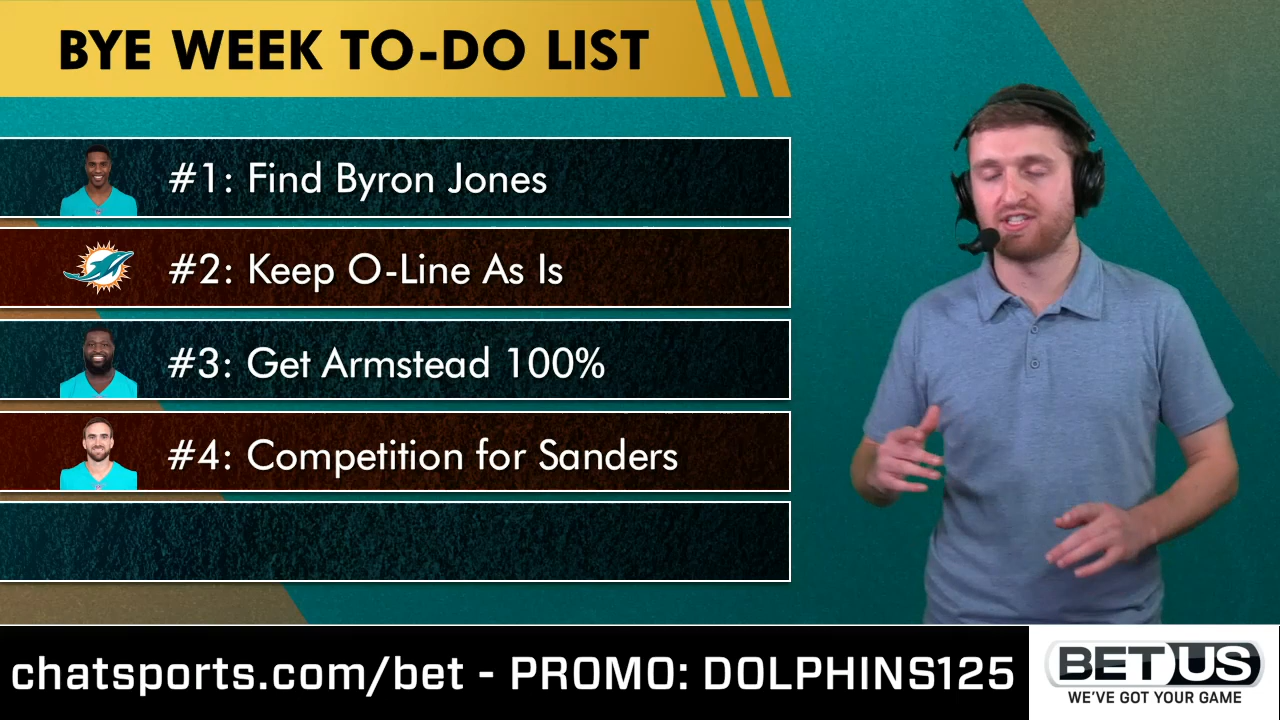 BYE WEEK TO-DO LIST
#1: Find Byron Jones
#2: Keep O-Line As Is
#3: Get Armstead 100%
#4: Competition for Sanders
chatsports.com/bet - PROMO: DOLPHINS125
BETUS
WE'VE GOT YOUR GAME